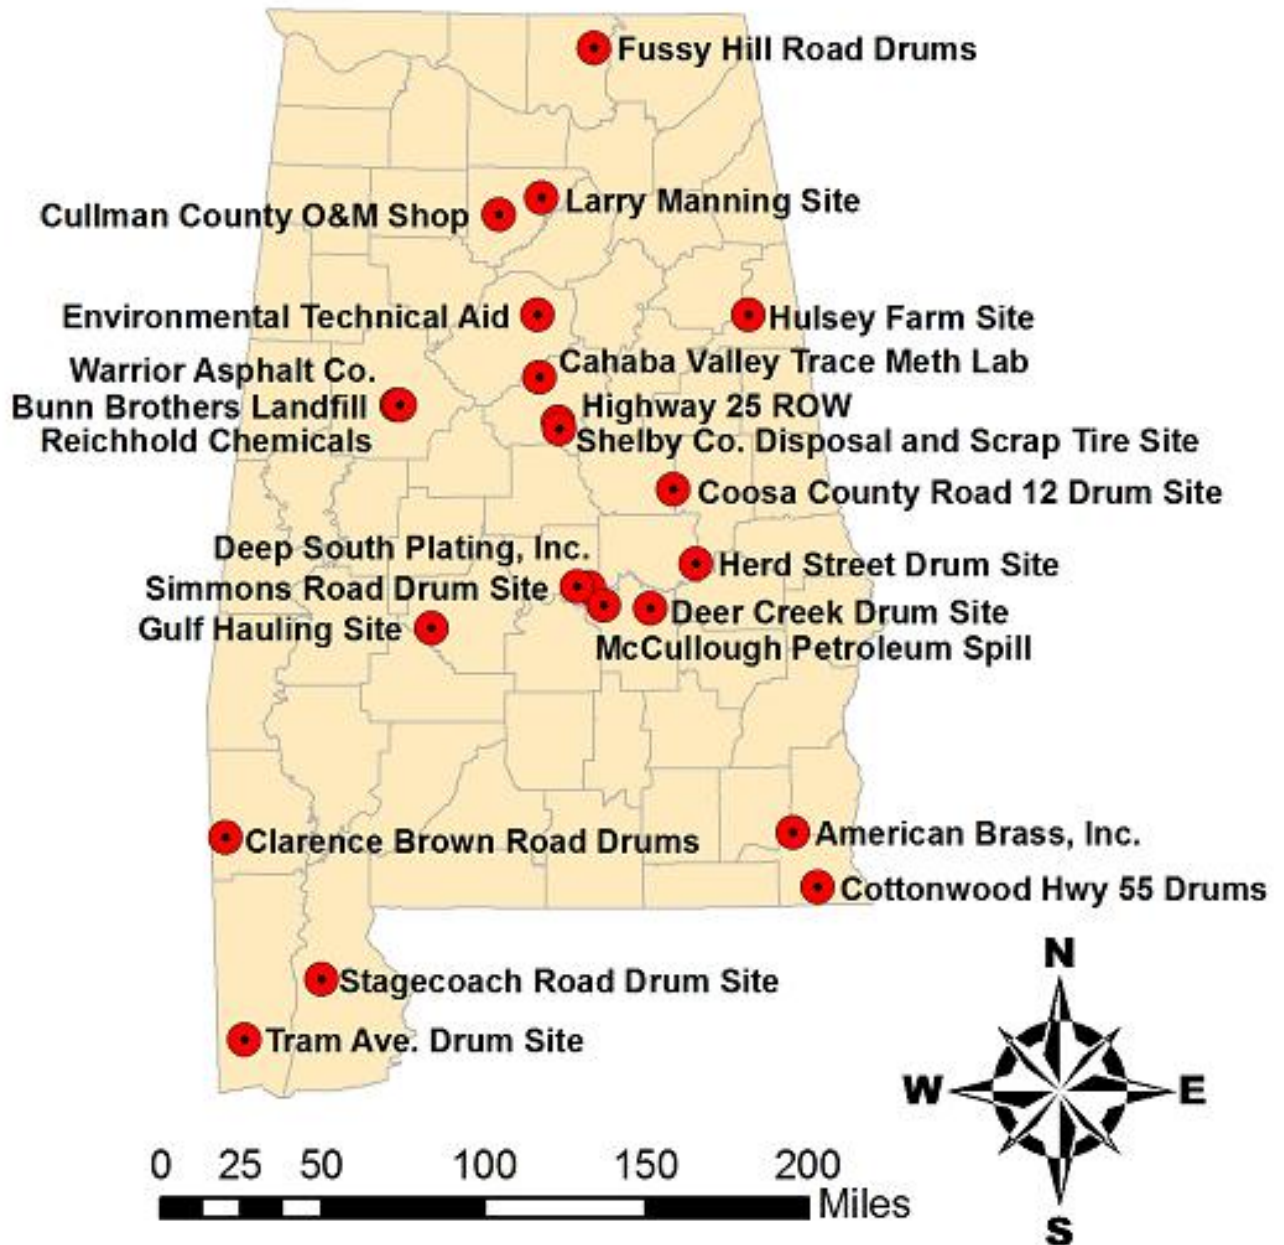 Fussy Hill Road Drums
Larry Manning Site
Cullman County O&M Shop
Environmental Technical Aid
Hulsey Farm Site
Cahaba Valley Trace Meth Lab
Warrior Asphalt Co.
Bunn Brothers Landfill
Reichhold Chemicals
Highway 25 ROW
Shelby Co. Disposal and Scrap Tire Site
Coosa County Road 12 Drum Site
Deep South Plating, Inc.
Herd Street Drum Site
Simmons Road Drum Site
Deer Creek Drum Site
Gulf Hauling Site
McCullough Petroleum Spill
Clarence Brown Road Drums
American Brass, Inc.
Cottonwood Hwy 55 Drums
Stagecoach Road Drum Site
Tram Ave. Drum Site
N
W E
S
0 25 50 100 150 200
Miles